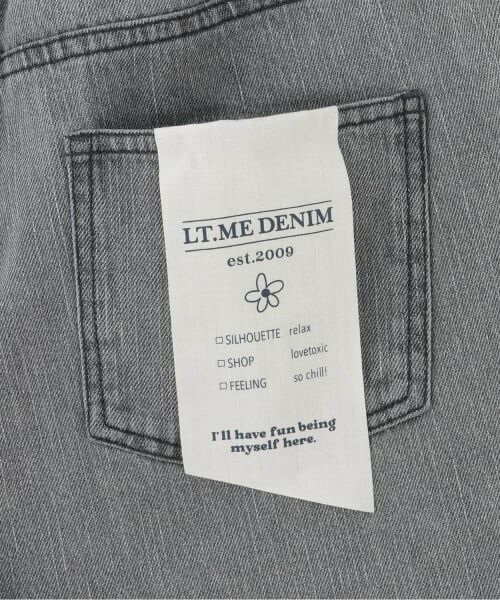 LT.ME DENIM
est.2009
SILHOUETTE relax
SHOP lovetoxic
FEELING so chill!
I'll have fun being
myself here.